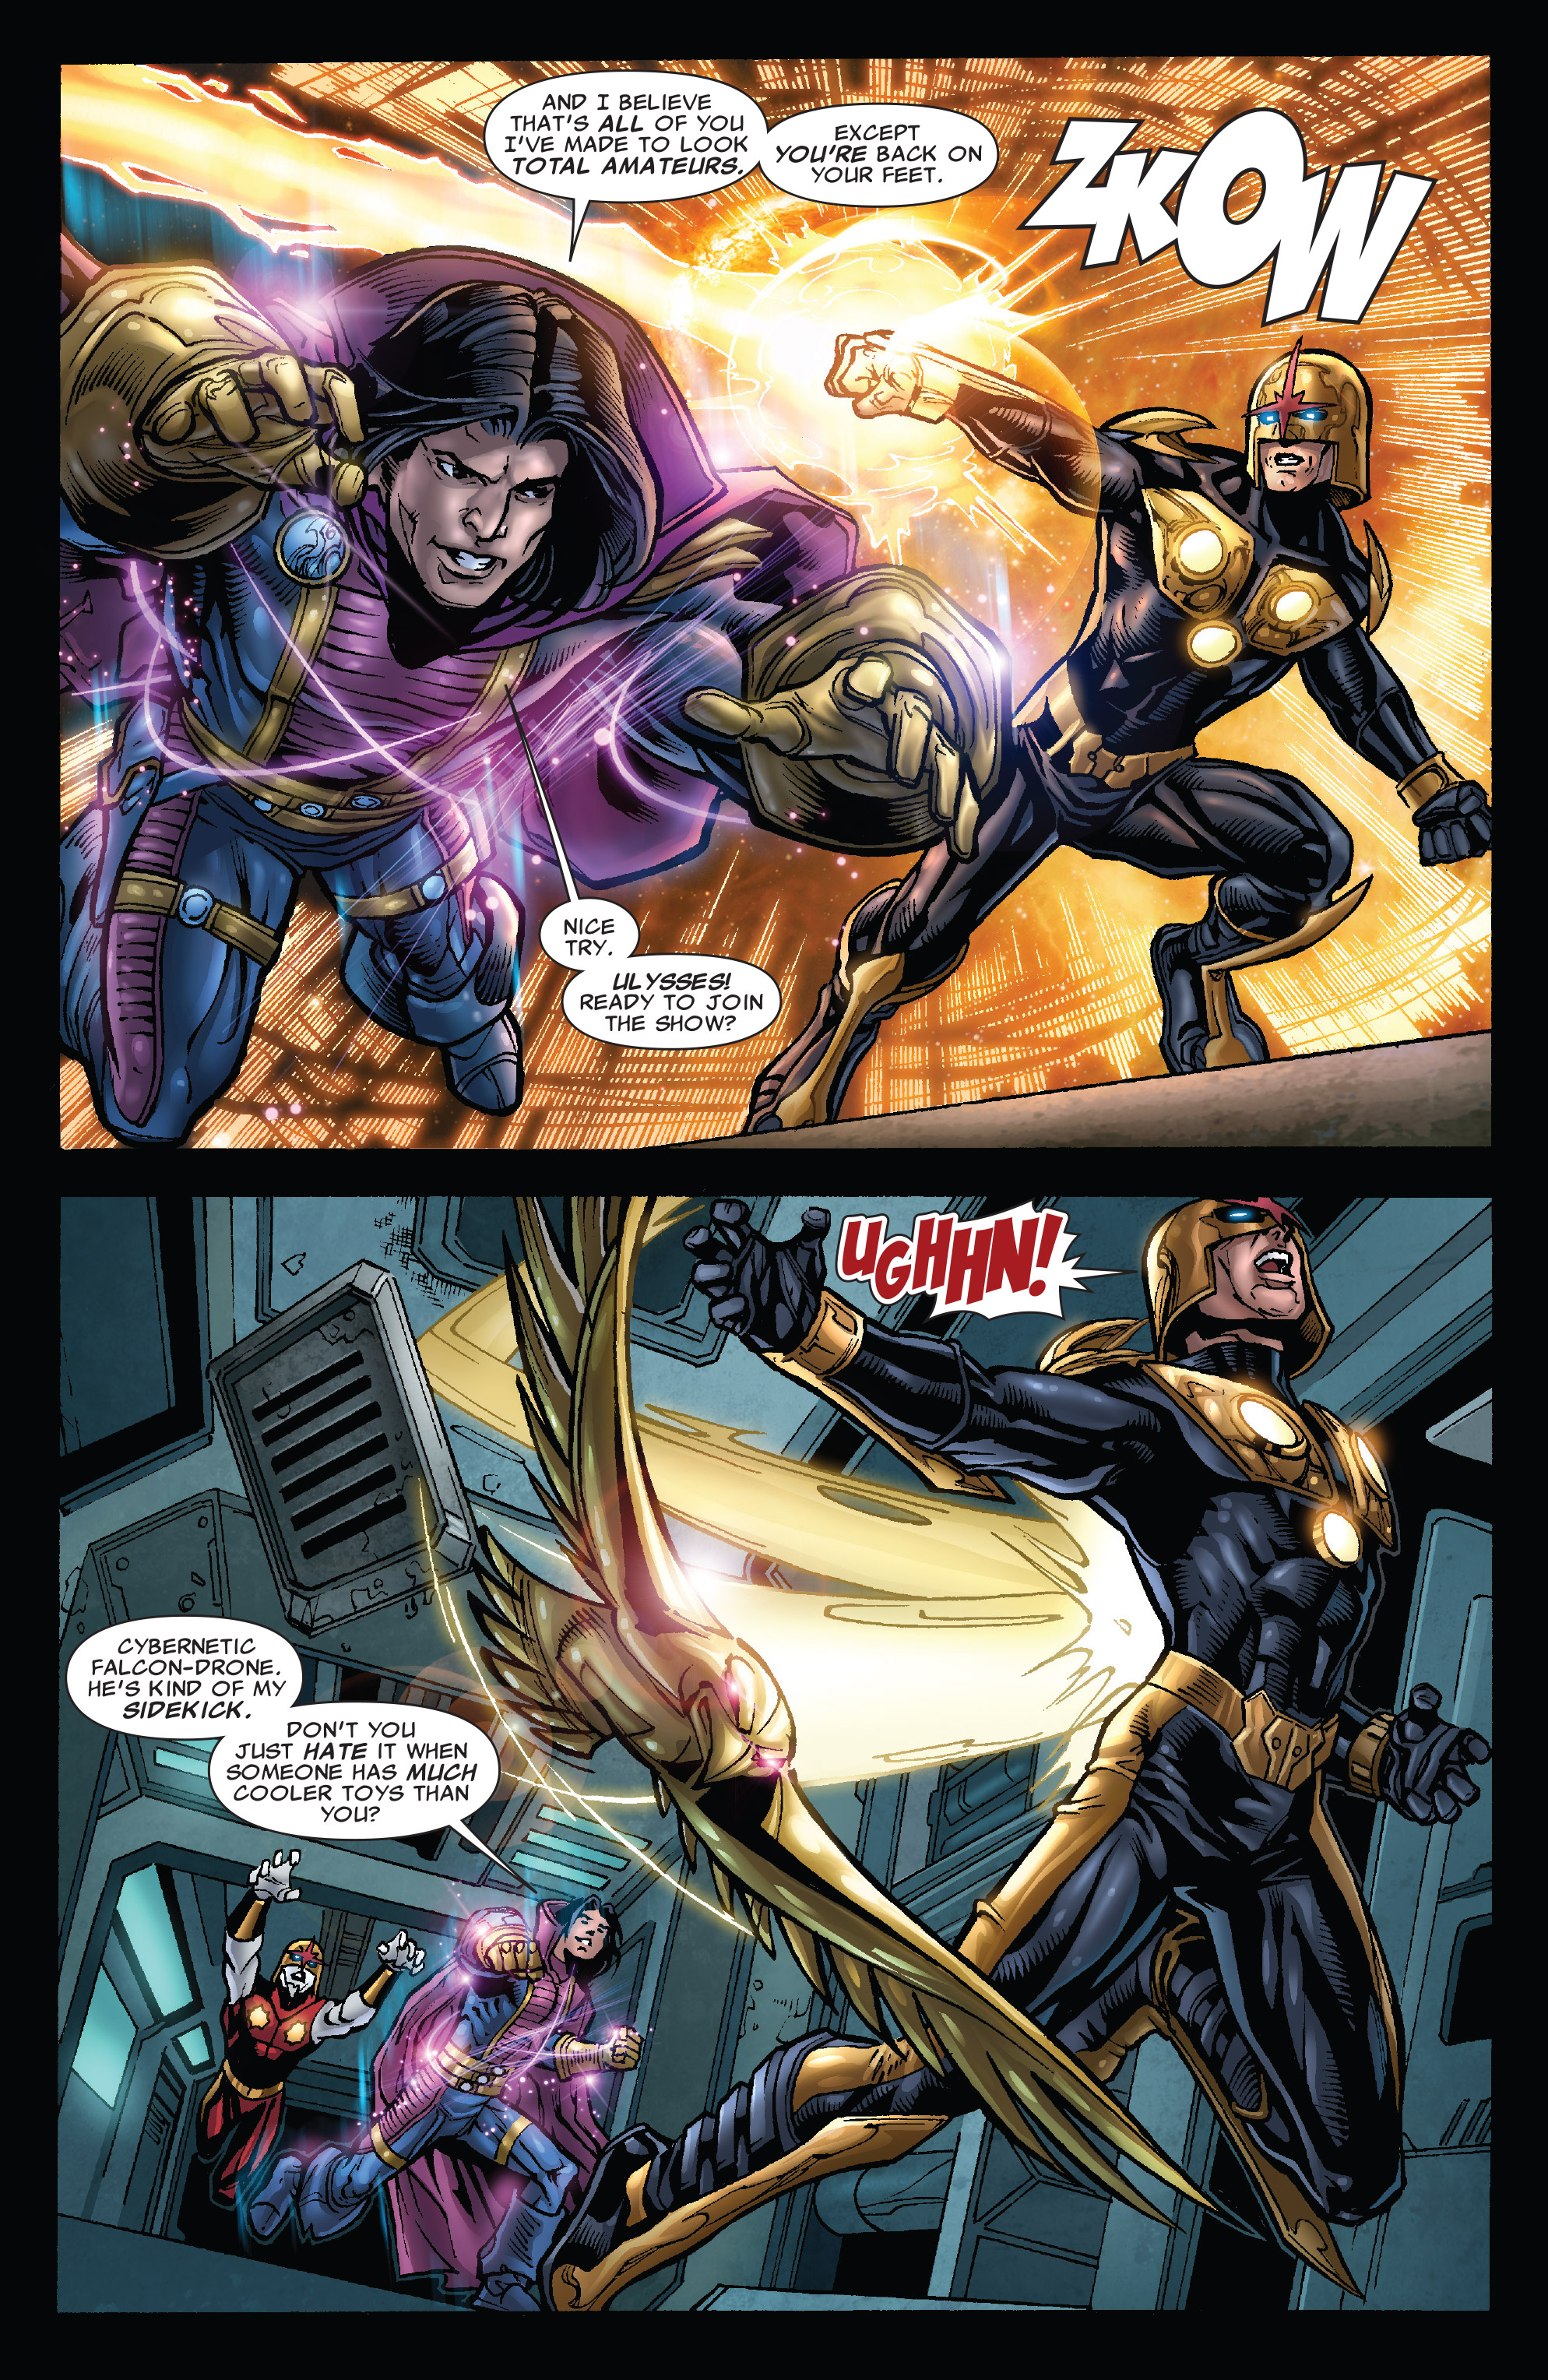 AND I BELIEVE
THAT'S ALL OF YOU
I'VE MADE TO LOOK
TOTAL AMATEURS.
EXCEPT
YOU'RE BACK ON
YOUR FEET.
ZKOW
NICE
TRY.
ULYSSES!
READY TO JOIN
THE SHOW?
UGHHN!
CYBERNETIC
FALCON-DRONE.
HE'S KIND OF MY
SIDEKICK.
DON'T YOU
JUST HATE IT WHEN
SOMEONE HAS MUCH
COOLER TOYS THAN
YOU?